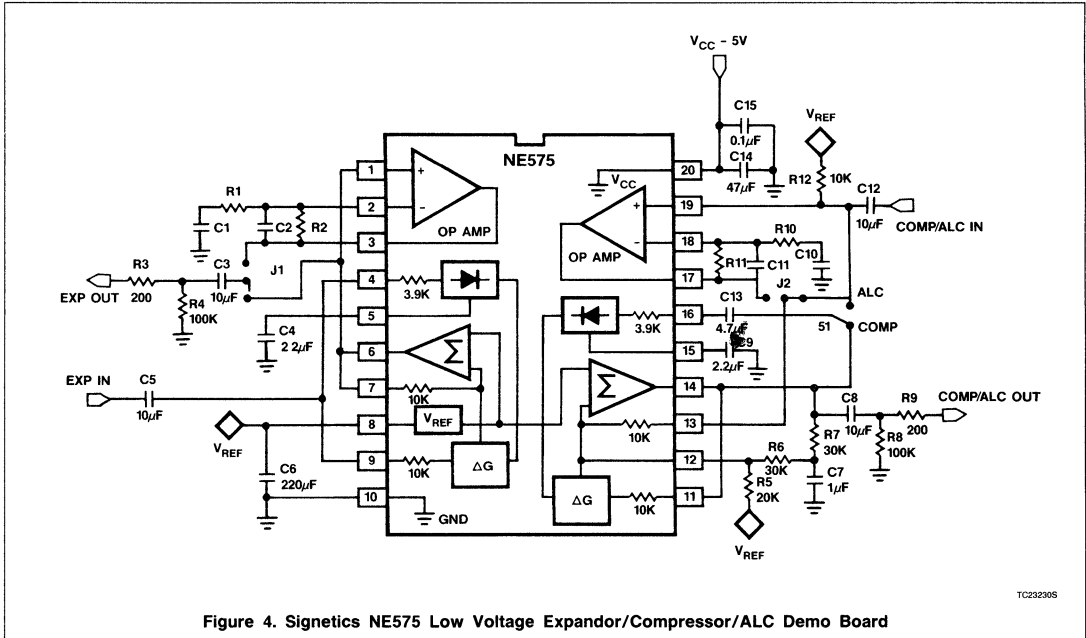 V_CC - 5V
C15
0.1μF
C14
47μF
V_REF
R12
10K
C12
10μF
COMP/ALC IN
NE575
V_CC
OP AMP
OP AMP
1
2
3
4
5
6
7
8
9
10
20
19
18
17
16
15
14
13
12
11
+
−
+
−
R1
C1
C2
R2
J1
R3
200
EXP OUT
C3
10μF
R4
100K
C4
2 2μF
EXP IN
C5
10μF
V_REF
C6
220μF
3.9K
Σ
10K
V_REF
10K
ΔG
GND
3.9K
Σ
10K
ΔG
10K
R10
R11
C11
C10
J2
ALC
C13
4.7μF
51
COMP
C9
2.2μF
C8
10μF
R9
200
COMP/ALC OUT
R7
30K
R8
100K
R6
30K
C7
1μF
R5
20K
V_REF
TC23230S
Figure 4. Signetics NE575 Low Voltage Expandor/Compressor/ALC Demo Board